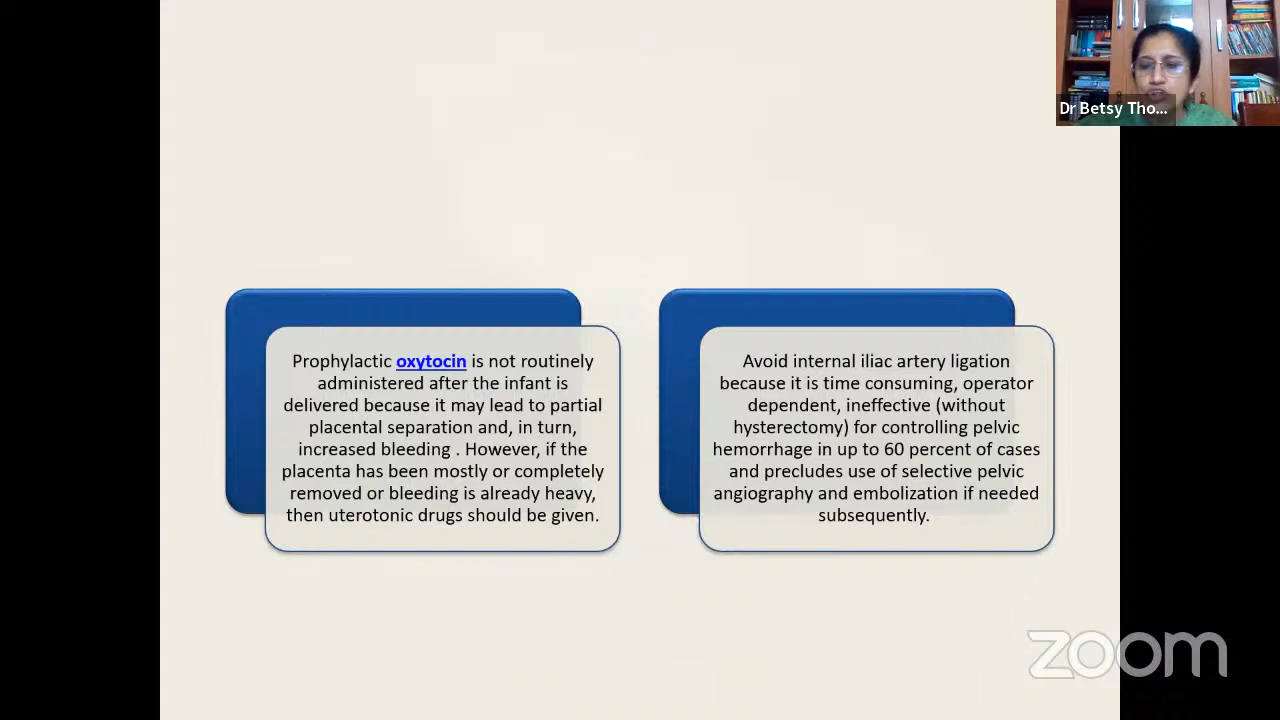 Dr Betsy Tho...
Prophylactic oxytocin is not routinely
administered after the infant is
delivered because it may lead to partial
placental separation and, in turn,
increased bleeding . However, if the
placenta has been mostly or completely
removed or bleeding is already heavy,
then uterotonic drugs should be given.
Avoid internal iliac artery ligation
because it is time consuming, operator
dependent, ineffective (without
hysterectomy) for controlling pelvic
hemorrhage in up to 60 percent of cases
and precludes use of selective pelvic
angiography and embolization if needed
subsequently.
zoom